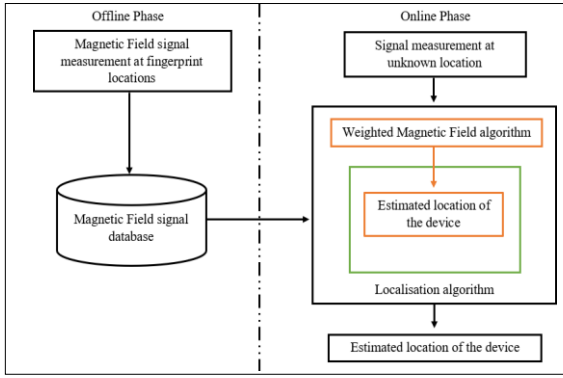 Offline Phase
Magnetic Field signal
measurement at fingerprint
locations
Magnetic Field signal
database
Online Phase
Signal measurement at
unknown location
Weighted Magnetic Field algorithm
Estimated location of
the device
Localisation algorithm
Estimated location of the device